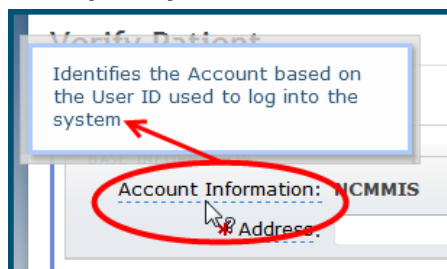 Verify Patient
Identifies the Account based on
the User ID used to log into the
system
Account Information: NCMMIS
* Address: